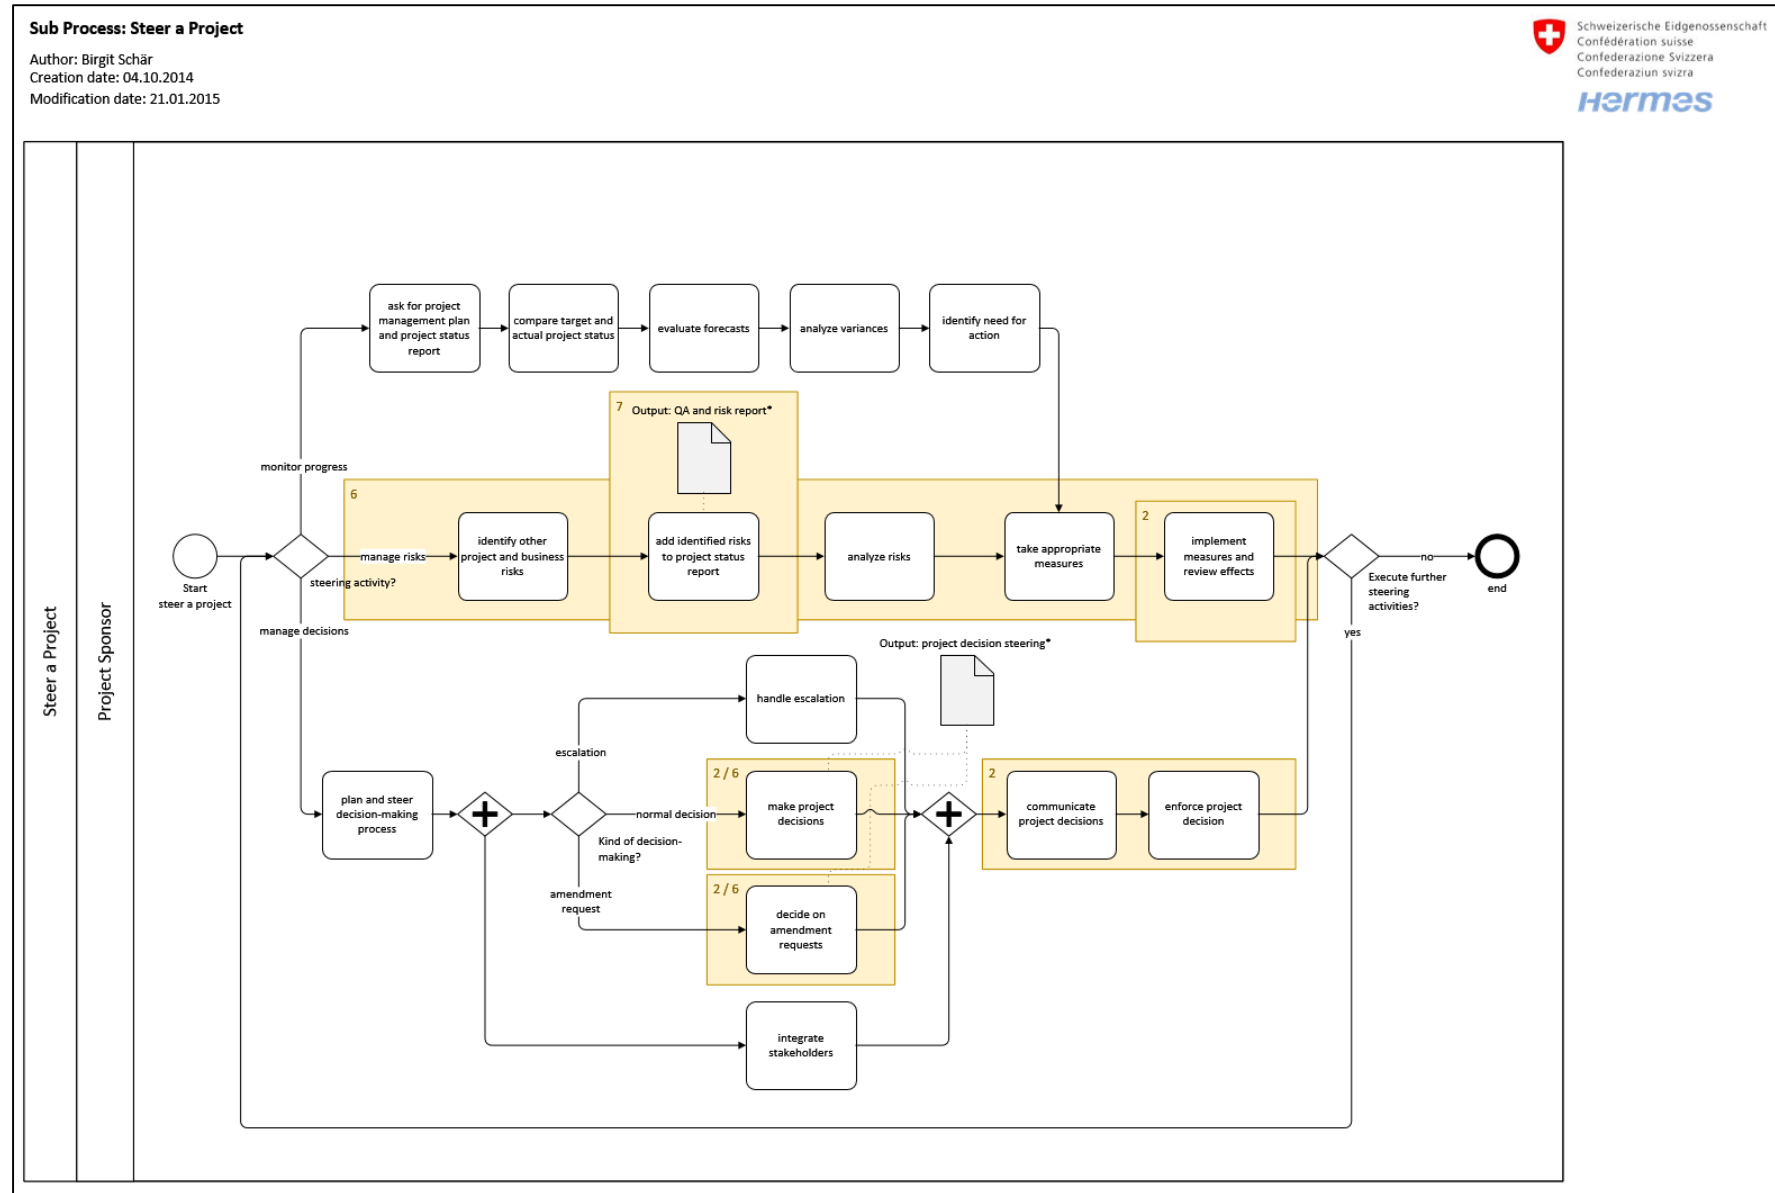 Sub Process: Steer a Project
Author: Birgit Schär
Creation date: 04.10.2014
Modification date: 21.01.2015
Schweizerische Eidgenossenschaft
Confédération suisse
Confederazione Svizzera
Confederaziun svizra
Hermes
Steer a Project
Project Sponsor
ask for project
management plan
and project status
report
compare target and
actual project status
evaluate forecasts
analyze variances
identify need for
action
7
Output: QA and risk report*
monitor progress
6
2
Start
steer a project
manage risks
steering activity?
manage decisions
identify other
project and business
risks
add identified risks
to project status
report
analyze risks
take appropriate
measures
implement
measures and
review effects
no
Execute further
steering
activities?
yes
end
Output: project decision steering*
handle escalation
escalation
plan and steer
decision-making
process
normal decision
Kind of decision-
making?
amendment
request
2 / 6
make project
decisions
2 / 6
decide on
amendment
requests
2
communicate
project decisions
enforce project
decision
integrate
stakeholders